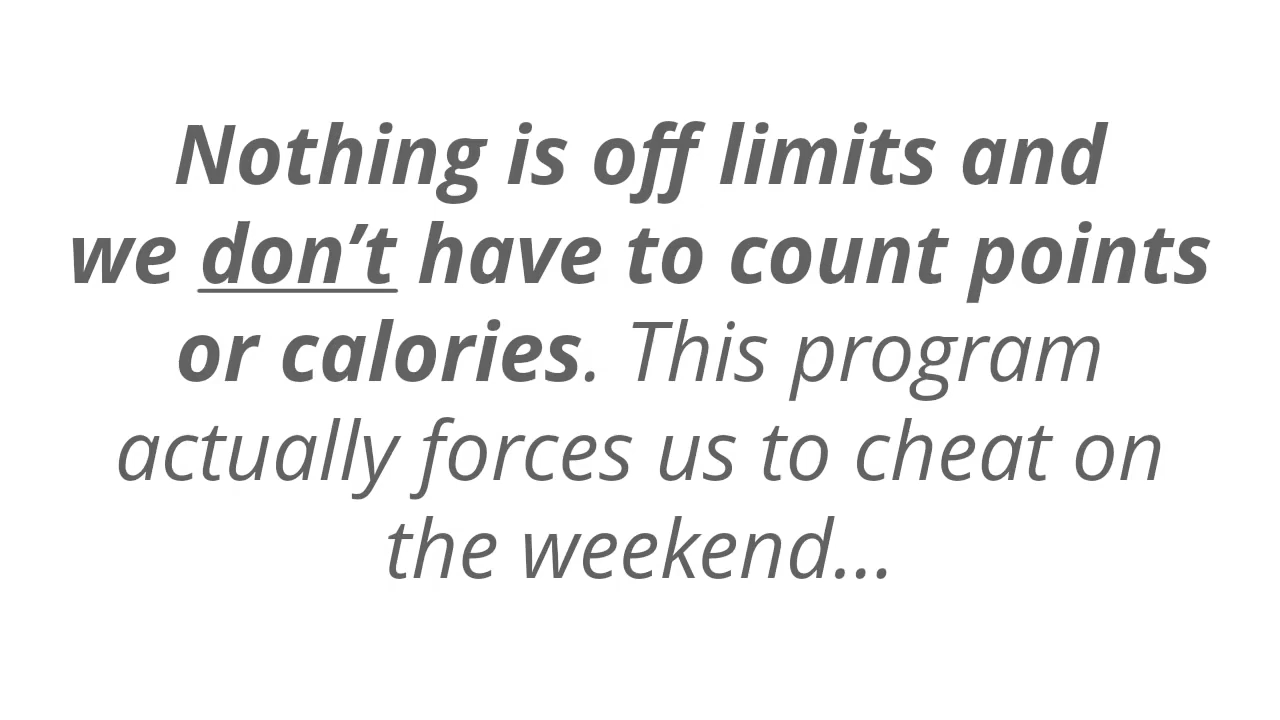 Nothing is off limits and
we don’t have to count points
or calories. This program
actually forces us to cheat on
the weekend...